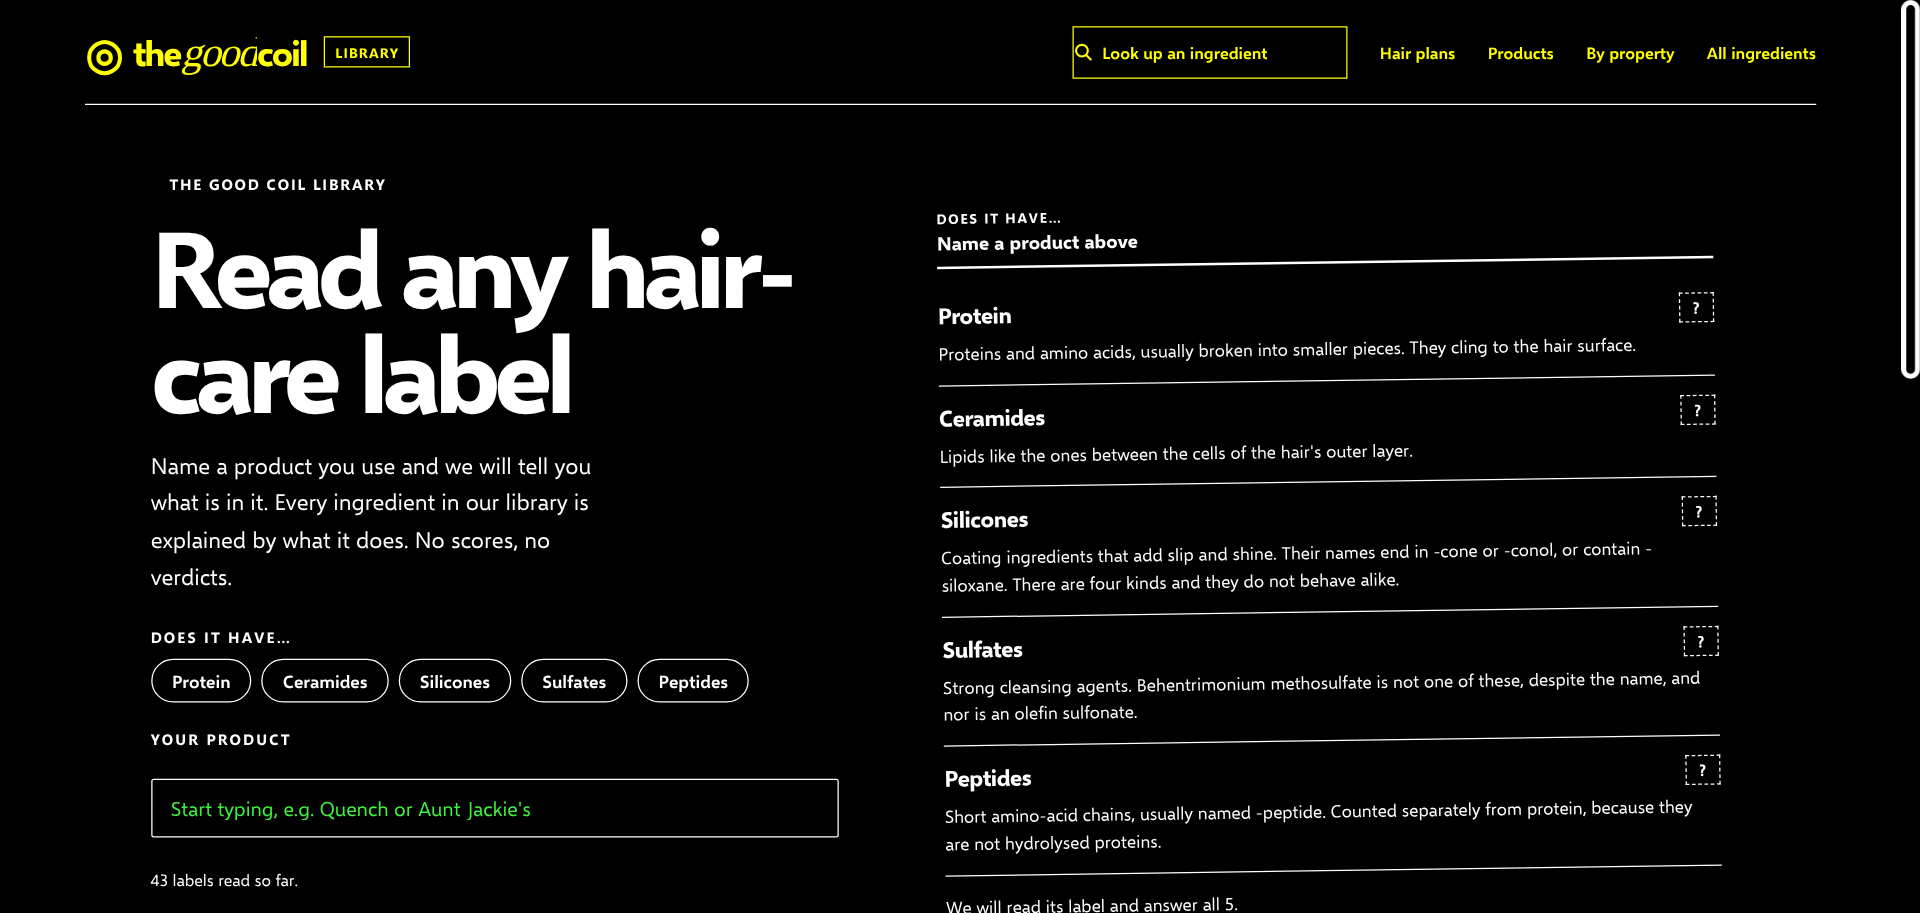 thegoodcoil LIBRARY
Look up an ingredient
Hair plans
Products
By property
All ingredients
THE GOOD COIL LIBRARY
Read any hair-
care label
Name a product you use and we will tell you
what is in it. Every ingredient in our library is
explained by what it does. No scores, no
verdicts.
DOES IT HAVE...
Protein
Ceramides
Silicones
Sulfates
Peptides
YOUR PRODUCT
Start typing, e.g. Quench or Aunt Jackie's
43 labels read so far.
DOES IT HAVE...
Name a product above
Protein
?
Proteins and amino acids, usually broken into smaller pieces. They cling to the hair surface.
Ceramides
?
Lipids like the ones between the cells of the hair's outer layer.
Silicones
?
Coating ingredients that add slip and shine. Their names end in -cone or -conol, or contain -
siloxane. There are four kinds and they do not behave alike.
Sulfates
?
Strong cleansing agents. Behentrimonium methosulfate is not one of these, despite the name, and
nor is an olefin sulfonate.
Peptides
?
Short amino-acid chains, usually named -peptide. Counted separately from protein, because they
are not hydrolysed proteins.
We will read its label and answer all 5.